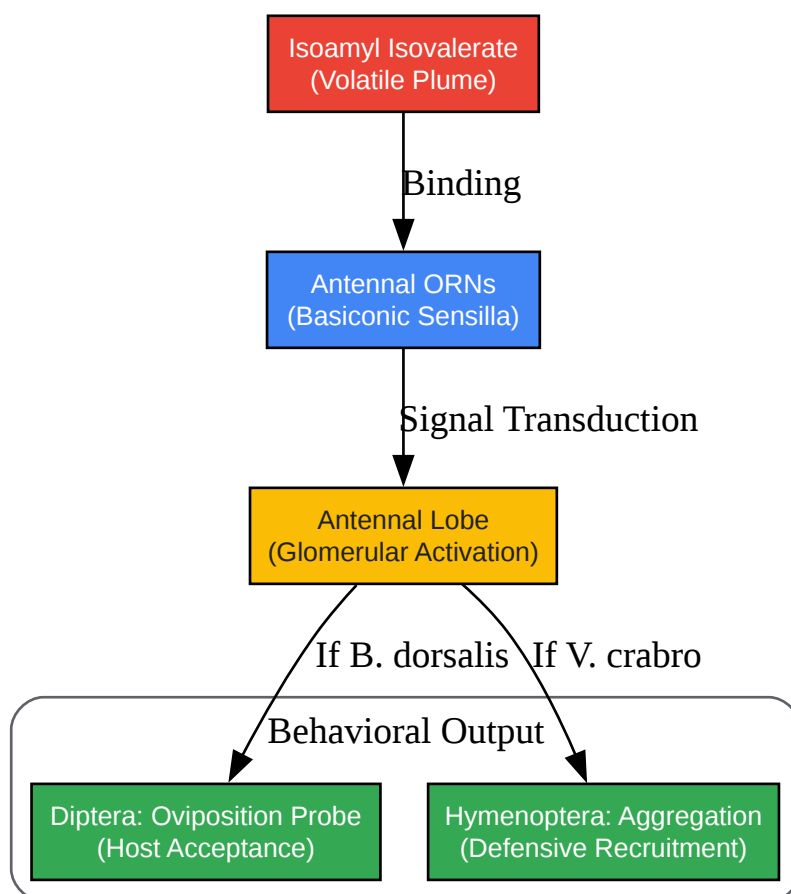 Isoamyl Isovalerate
(Volatile Plume)
Binding
Antennal ORNs
(Basiconic Sensilla)
Signal Transduction
Antennal Lobe
(Glomerular Activation)
If B. dorsalis
If V. crabro
Behavioral Output
Diptera: Oviposition Probe
(Host Acceptance)
Hymenoptera: Aggregation
(Defensive Recruitment)